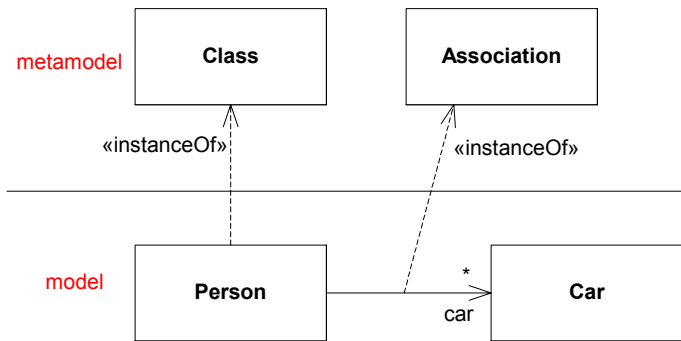 metamodel
Class
Association
«instanceOf»
«instanceOf»
model
Person
*
car
Car